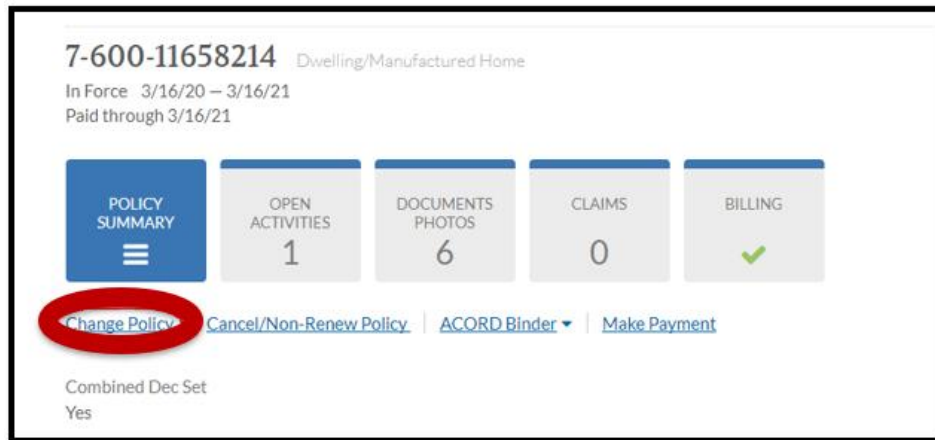 7-600-11658214 Dwelling/Manufactured Home
In Force 3/16/20 — 3/16/21
Paid through 3/16/21
POLICY SUMMARY
OPEN ACTIVITIES
1
DOCUMENTS PHOTOS
6
CLAIMS
0
BILLING
Change Policy | Cancel/Non-Renew Policy | ACORD Binder | Make Payment
Combined Dec Set
Yes